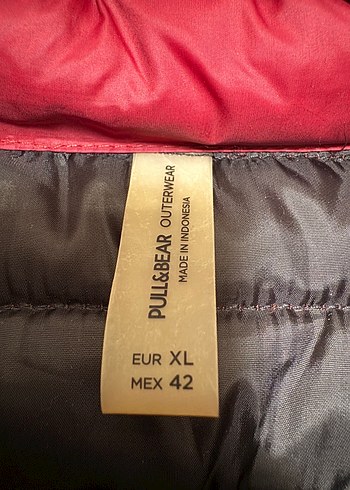 PULL&BEAR OUTERWEAR
MADE IN INDONESIA
EUR XL
MEX 42